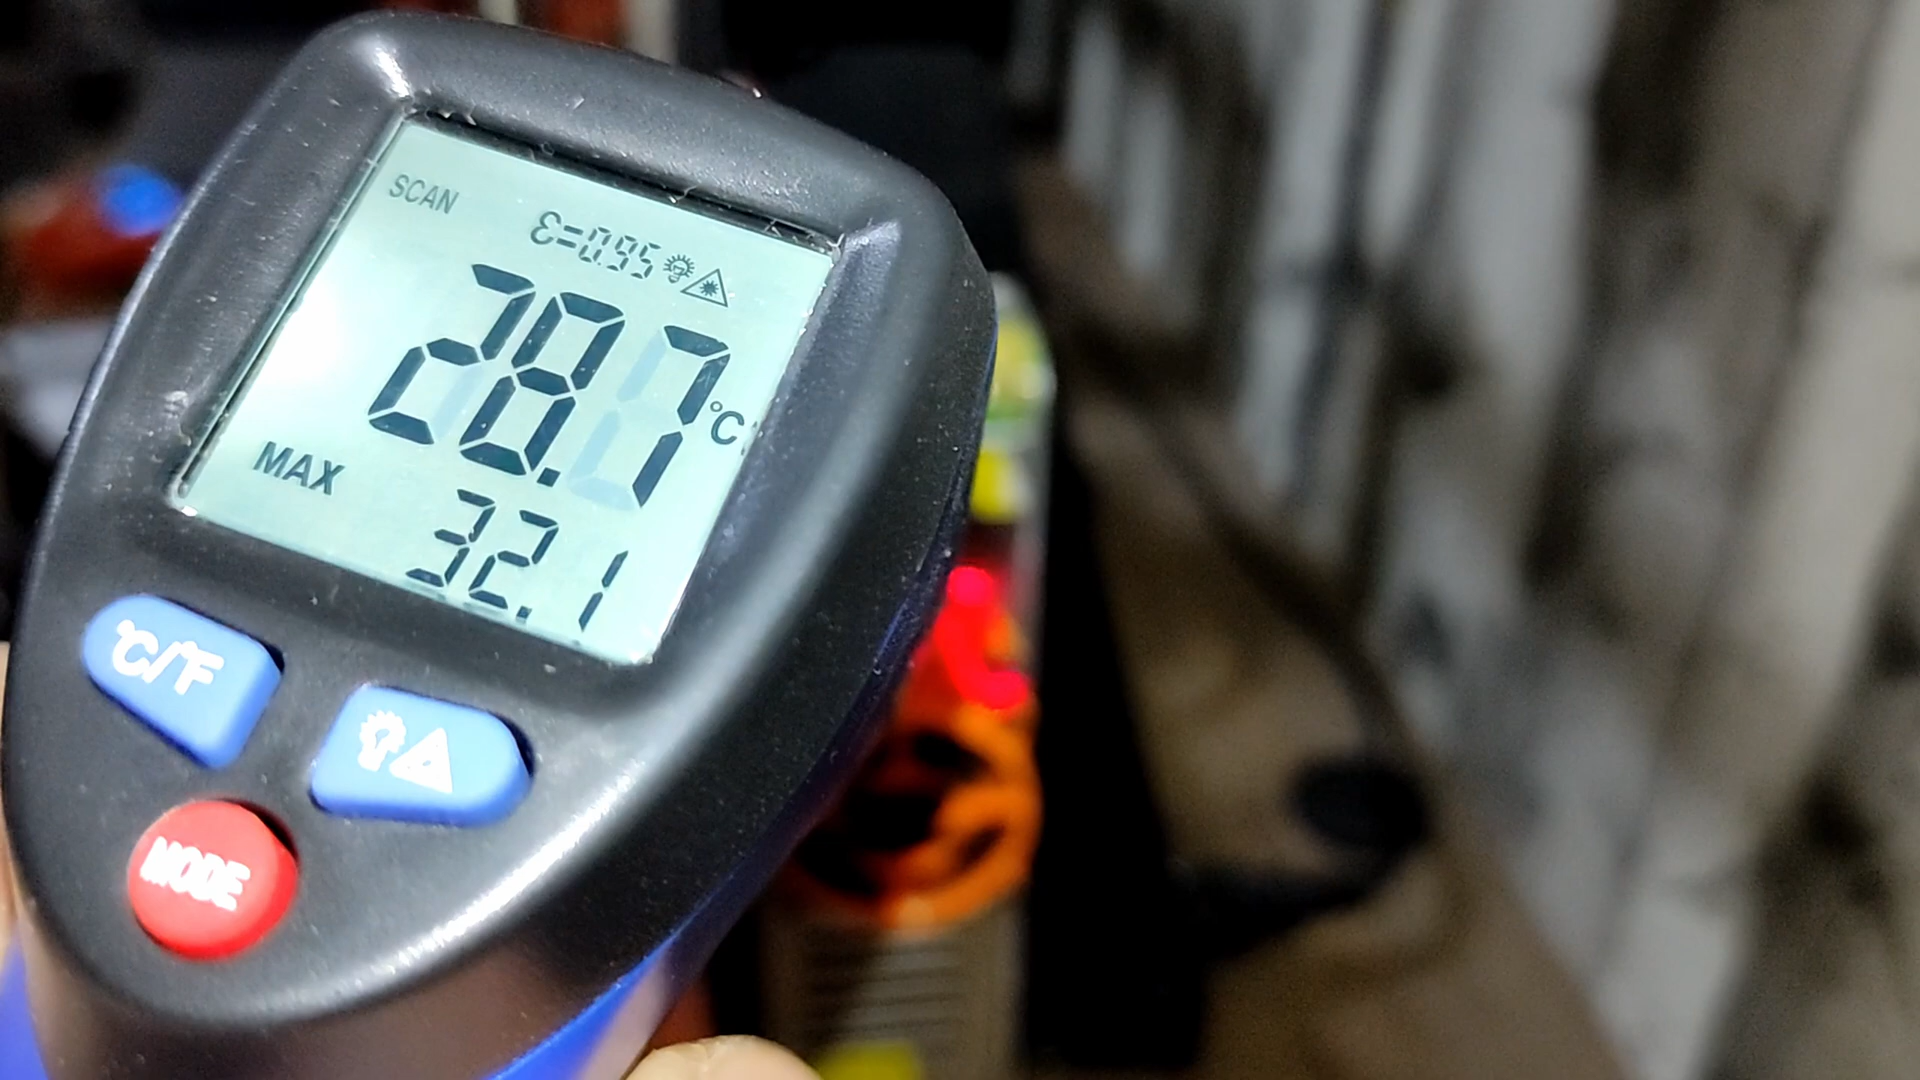 SCAN
ε=0.95
28.7 °C
MAX
32.1
°C/°F
MODE